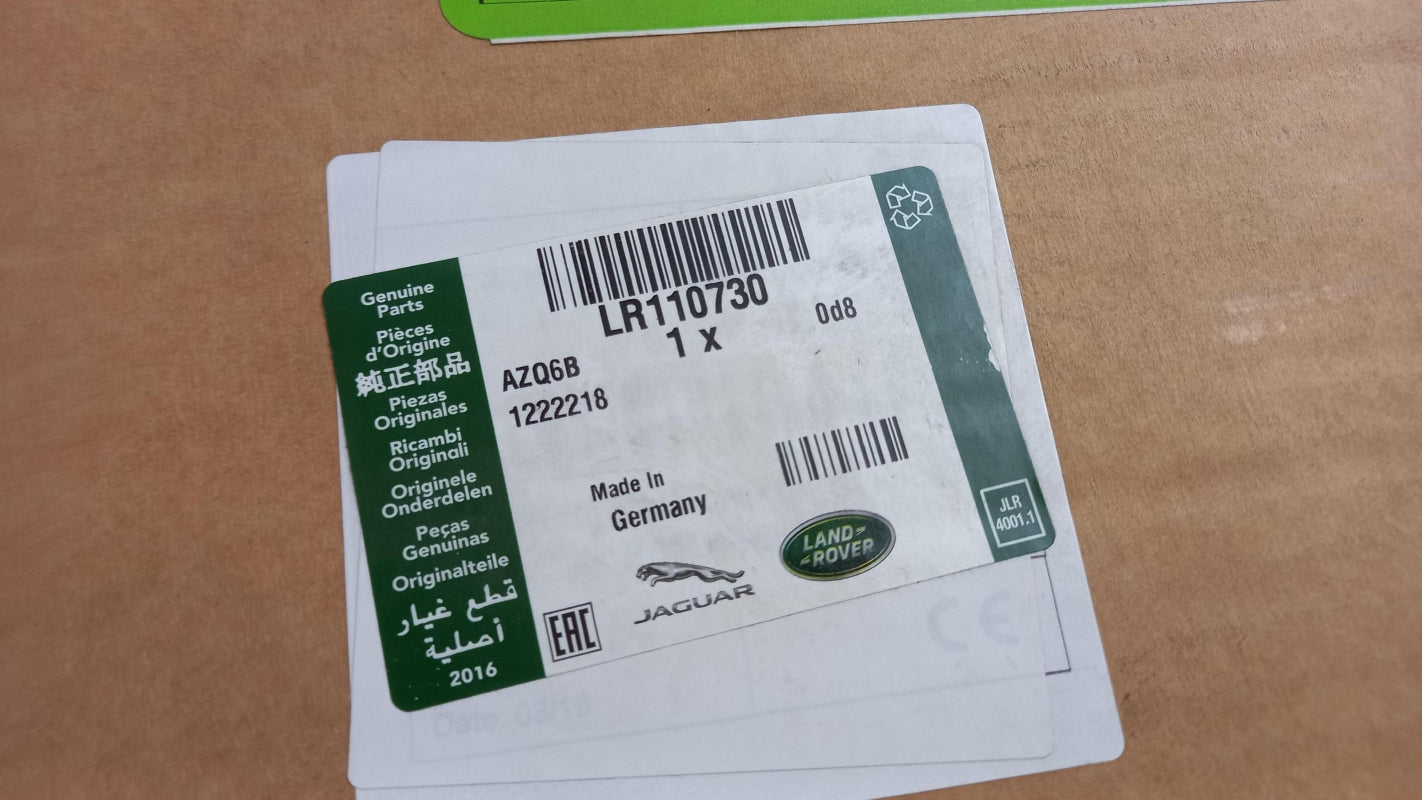 Genuine
Parts
Pièces
d'Origine
純正部品
Piezas
Originales
Ricambi
Originali
Originele
Onderdelen
Peças
Genuínas
Originalteile
قطع غيار
أصلية
2016
LR110730
1 X
0d8
AZQ6B
1222218
Made In
Germany
EAC
JAGUAR
LAND
ROVER
JLR
4001.1
CE
Date 03/16